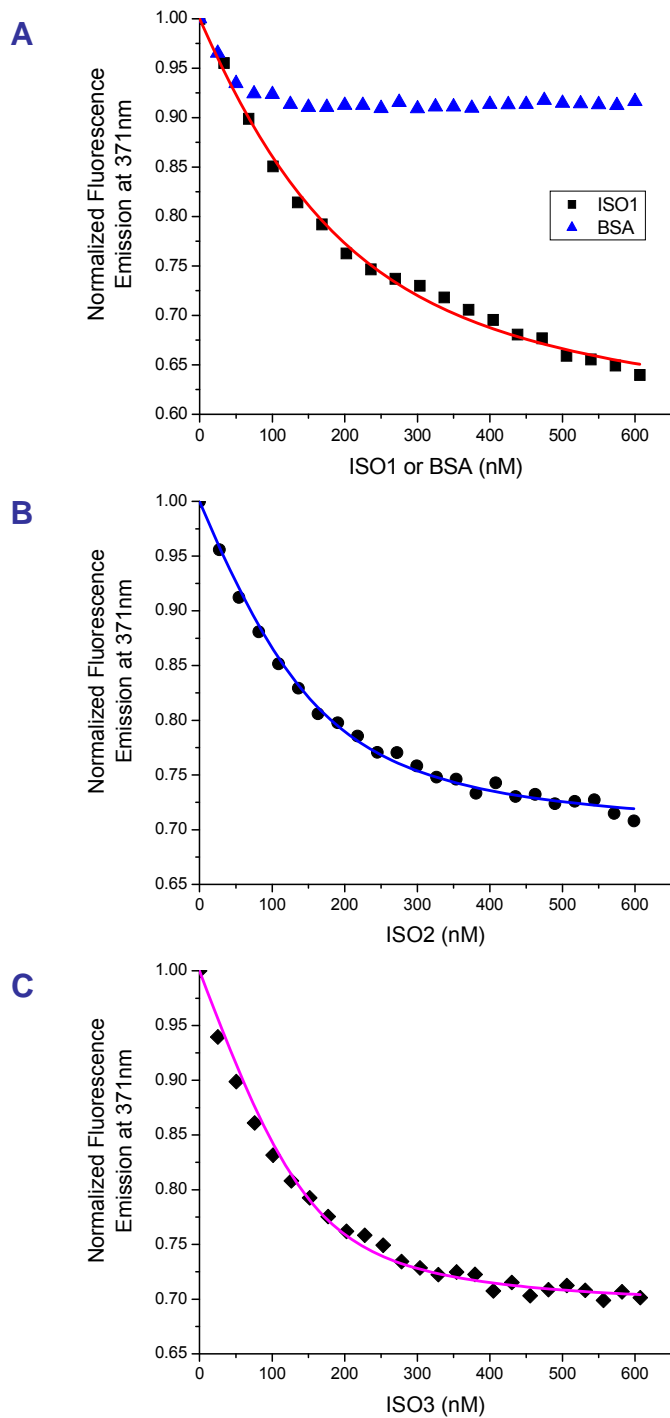 A
Normalized Fluorescence
Emission at 371nm
1.00
0.95
0.90
0.85
0.80
0.75
0.70
0.65
0.60
ISO1
BSA
0 100 200 300 400 500 600
ISO1 or BSA (nM)
B
Normalized Fluorescence
Emission at 371nm
1.00
0.95
0.90
0.85
0.80
0.75
0.70
0.65
0 100 200 300 400 500 600
ISO2 (nM)
C
Normalized Fluorescence
Emission at 371nm
1.00
0.95
0.90
0.85
0.80
0.75
0.70
0.65
0 100 200 300 400 500 600
ISO3 (nM)